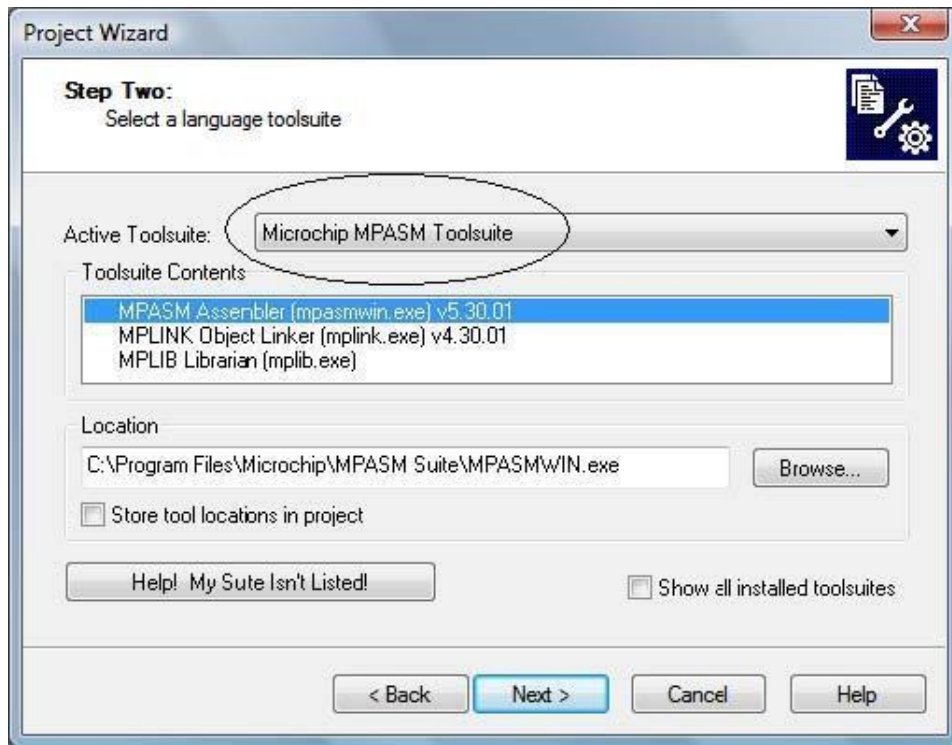 Project Wizard
Step Two:
Select a language toolsuite
Active Toolsuite: Microchip MPASM Toolsuite
Toolsuite Contents
MPASM Assembler (mpasmwin.exe) v5.30.01
MPLINK Object Linker (mplink.exe) v4.30.01
MPLIB Librarian (mplib.exe)
Location
C:\Program Files\Microchip\MPASM Suite\MPASMWIN.exe
Browse...
Store tool locations in project
Help! My Sute Isn't Listed!
Show all installed toolsuites
< Back Next > Cancel Help